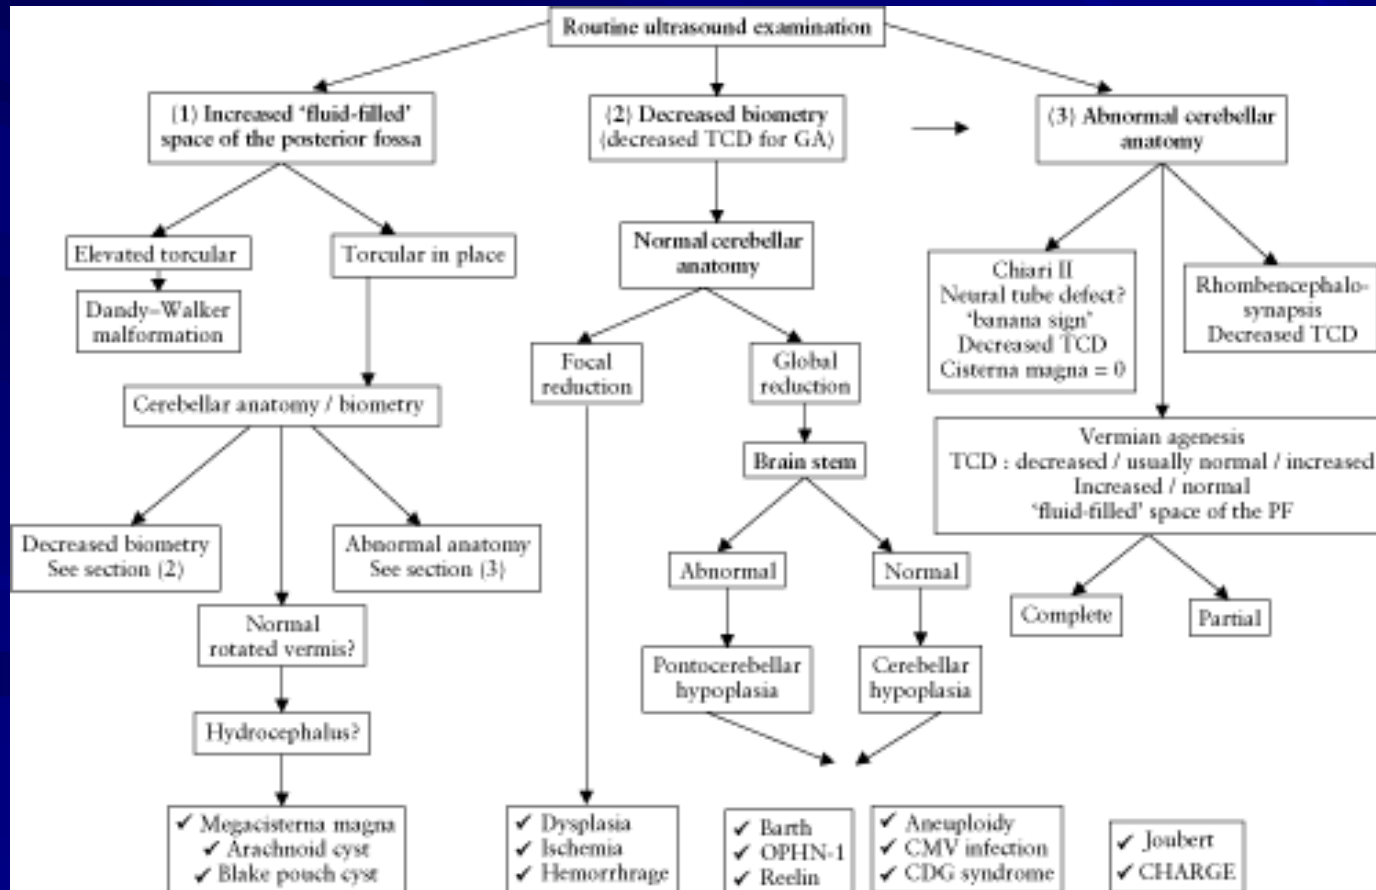 Routine ultrasound examination
(1) Increased ‘fluid-filled’
space of the posterior fossa
(2) Decreased biometry
(decreased TCD for GA)
(3) Abnormal cerebellar
anatomy
Elevated torcular
Torcular in place
Dandy–Walker
malformation
Cerebellar anatomy / biometry
Decreased biometry
See section (2)
Abnormal anatomy
See section (3)
Normal
rotated vermis?
Hydrocephalus?
✓ Megacisterna magna
✓ Arachnoid cyst
✓ Blake pouch cyst
Normal cerebellar
anatomy
Focal
reduction
Global
reduction
Brain stem
Abnormal
Normal
Pontocerebellar
hypoplasia
Cerebellar
hypoplasia
✓ Dysplasia
✓ Ischemia
✓ Hemorrhrage
✓ Barth
✓ OPHN-1
✓ Reelin
✓ Aneuploidy
✓ CMV infection
✓ CDG syndrome
Chiari II
Neural tube defect?
‘banana sign’
Decreased TCD
Cisterna magna = 0
Rhombencephalo-
synapsis
Decreased TCD
Vermian agenesis
TCD : decreased / usually normal / increased
Increased / normal
‘fluid-filled’ space of the PF
Complete
Partial
✓ Joubert
✓ CHARGE